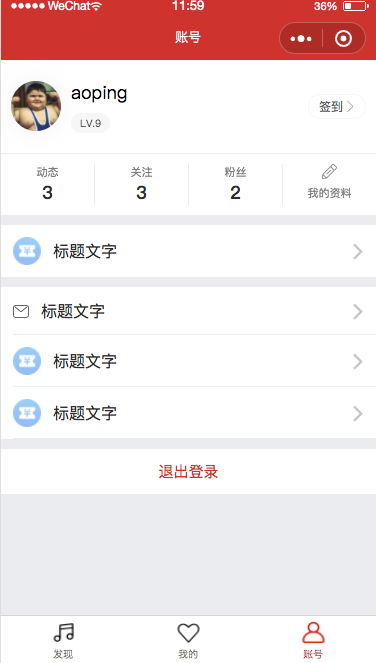 WeChat 11:59 36%
账号
aoping
LV.9
签到
动态 关注 粉丝
3 3 2 我的资料
标题文字
标题文字
标题文字
标题文字
退出登录
发现 我的 账号